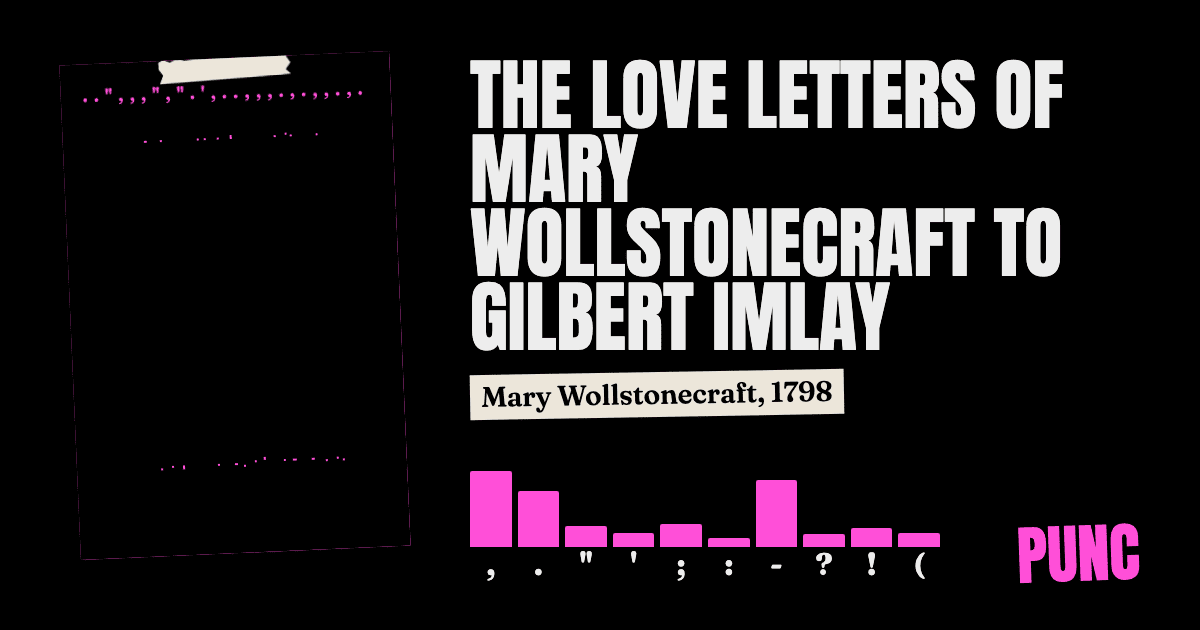 THE LOVE LETTERS OF
MARY
WOLLSTONECRAFT TO
GILBERT IMLAY
Mary Wollstonecraft, 1798
, . " ' ; : - ? ! (
PUNC